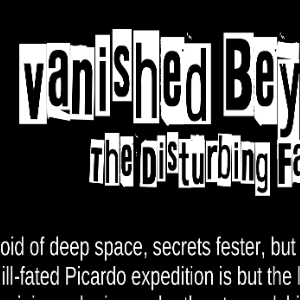 vanished Bey
The Disturbing Fa
oid of deep space, secrets fester, but
ill-fated Picardo expedition is but the